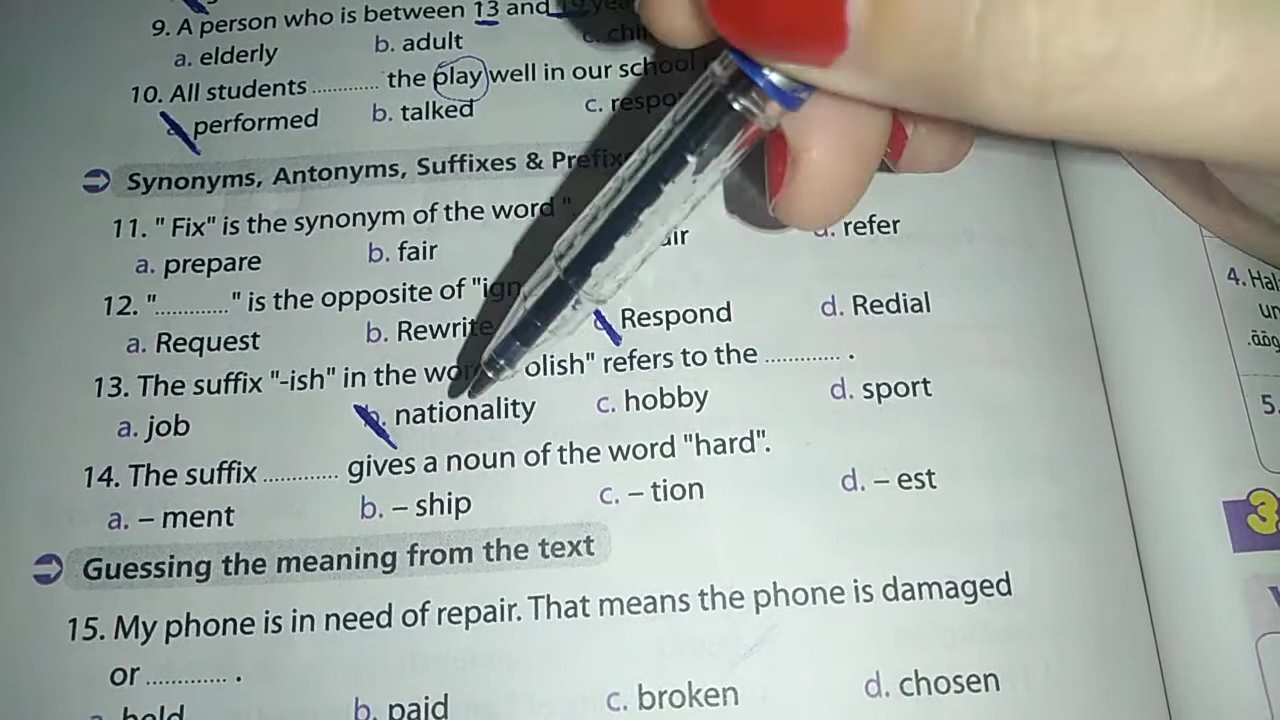 9. A person who is between 13 and
a. elderly b. adult c.
10. All students ............ the play well in our school
performed b. talked c.
Synonyms, Antonyms, Suffixes & Prefix
11. " Fix" is the synonym of the word "
a. prepare b. fair d. refer
12. "............" is the opposite of
a. Request b. Rewrite Respond d. Redial
13. The suffix "-ish" in the olish" refers to the ............ .
a. job b. nationality c. hobby d. sport
14. The suffix ............ gives a noun of the word "hard".
a. – ment b. – ship c. – tion d. – est
Guessing the meaning from the text
15. My phone is in need of repair. That means the phone is damaged
or ............ .
b. paid c. broken d. chosen
4. Hal
5.
3